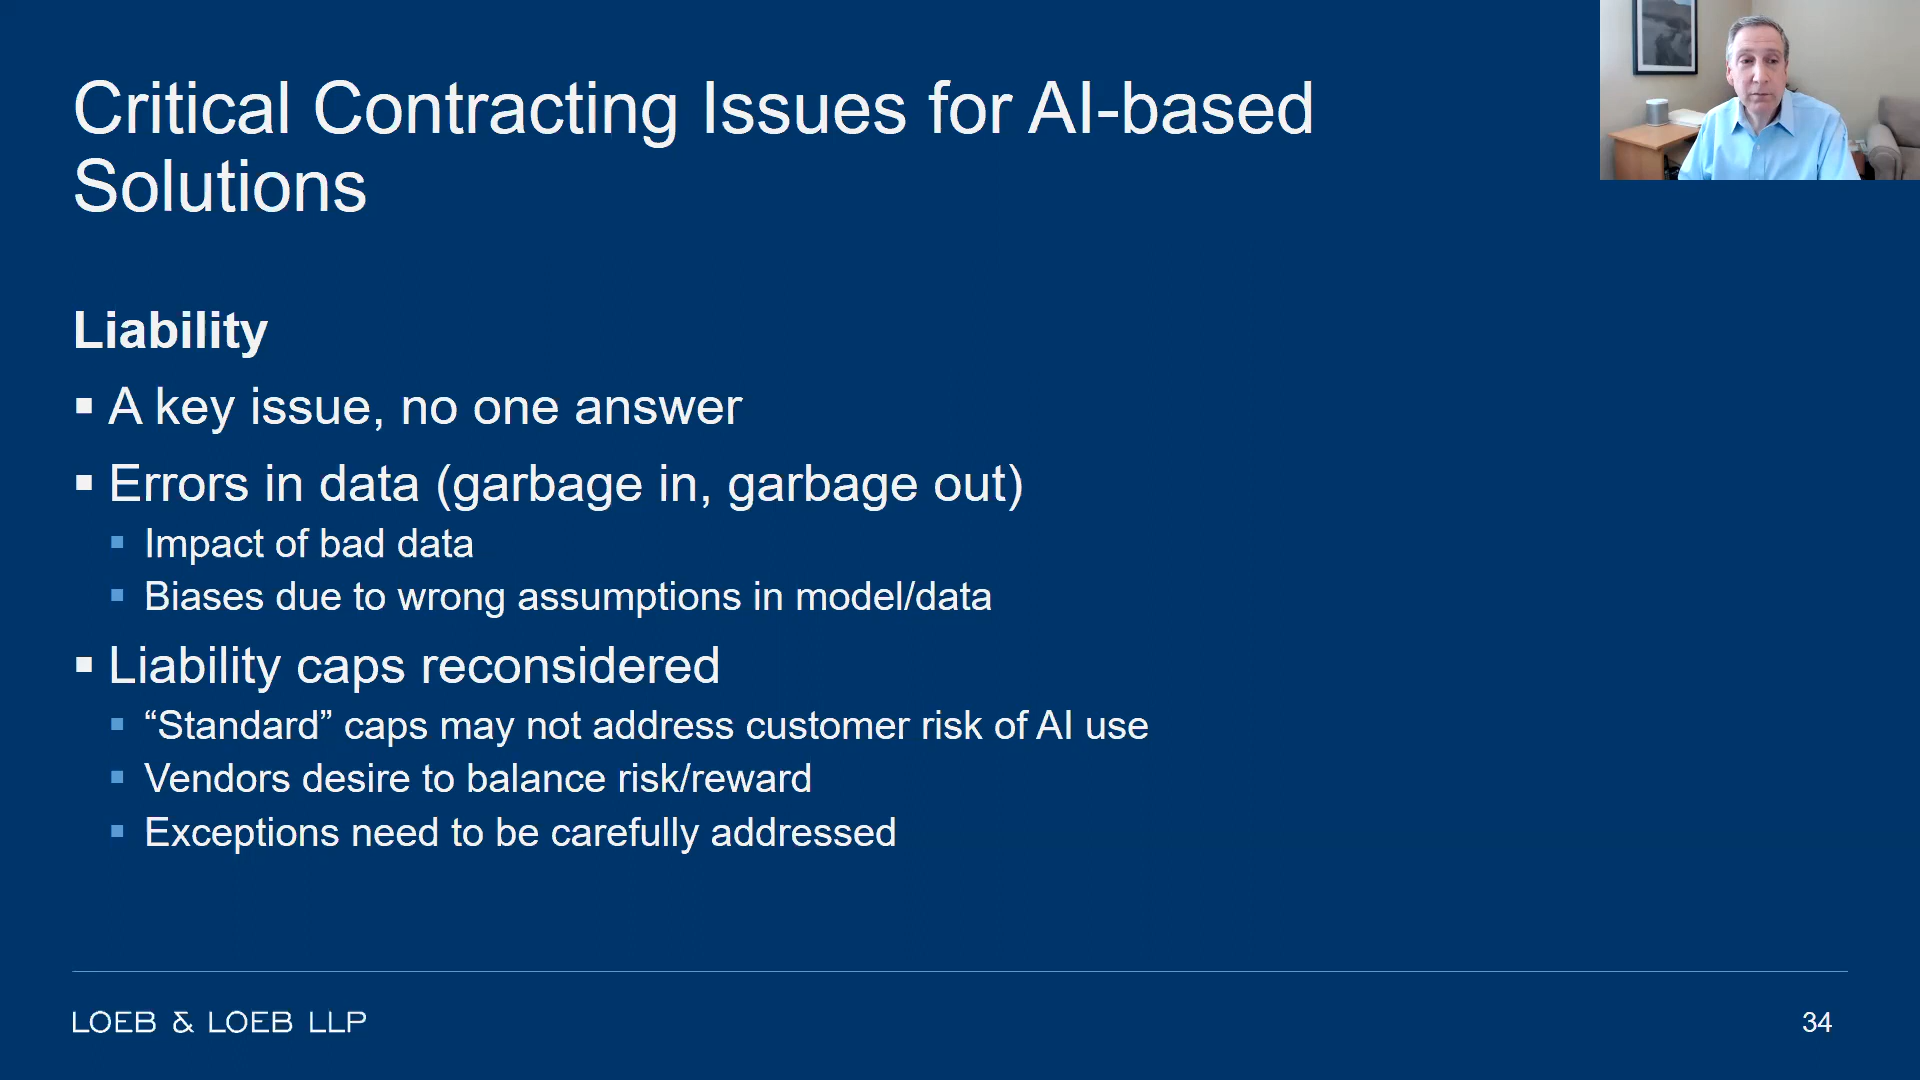 Critical Contracting Issues for AI-based
Solutions
Liability
▪ A key issue, no one answer
▪ Errors in data (garbage in, garbage out)
▪ Impact of bad data
▪ Biases due to wrong assumptions in model/data
▪ Liability caps reconsidered
▪ “Standard” caps may not address customer risk of AI use
▪ Vendors desire to balance risk/reward
▪ Exceptions need to be carefully addressed
LOEB & LOEB LLP
34